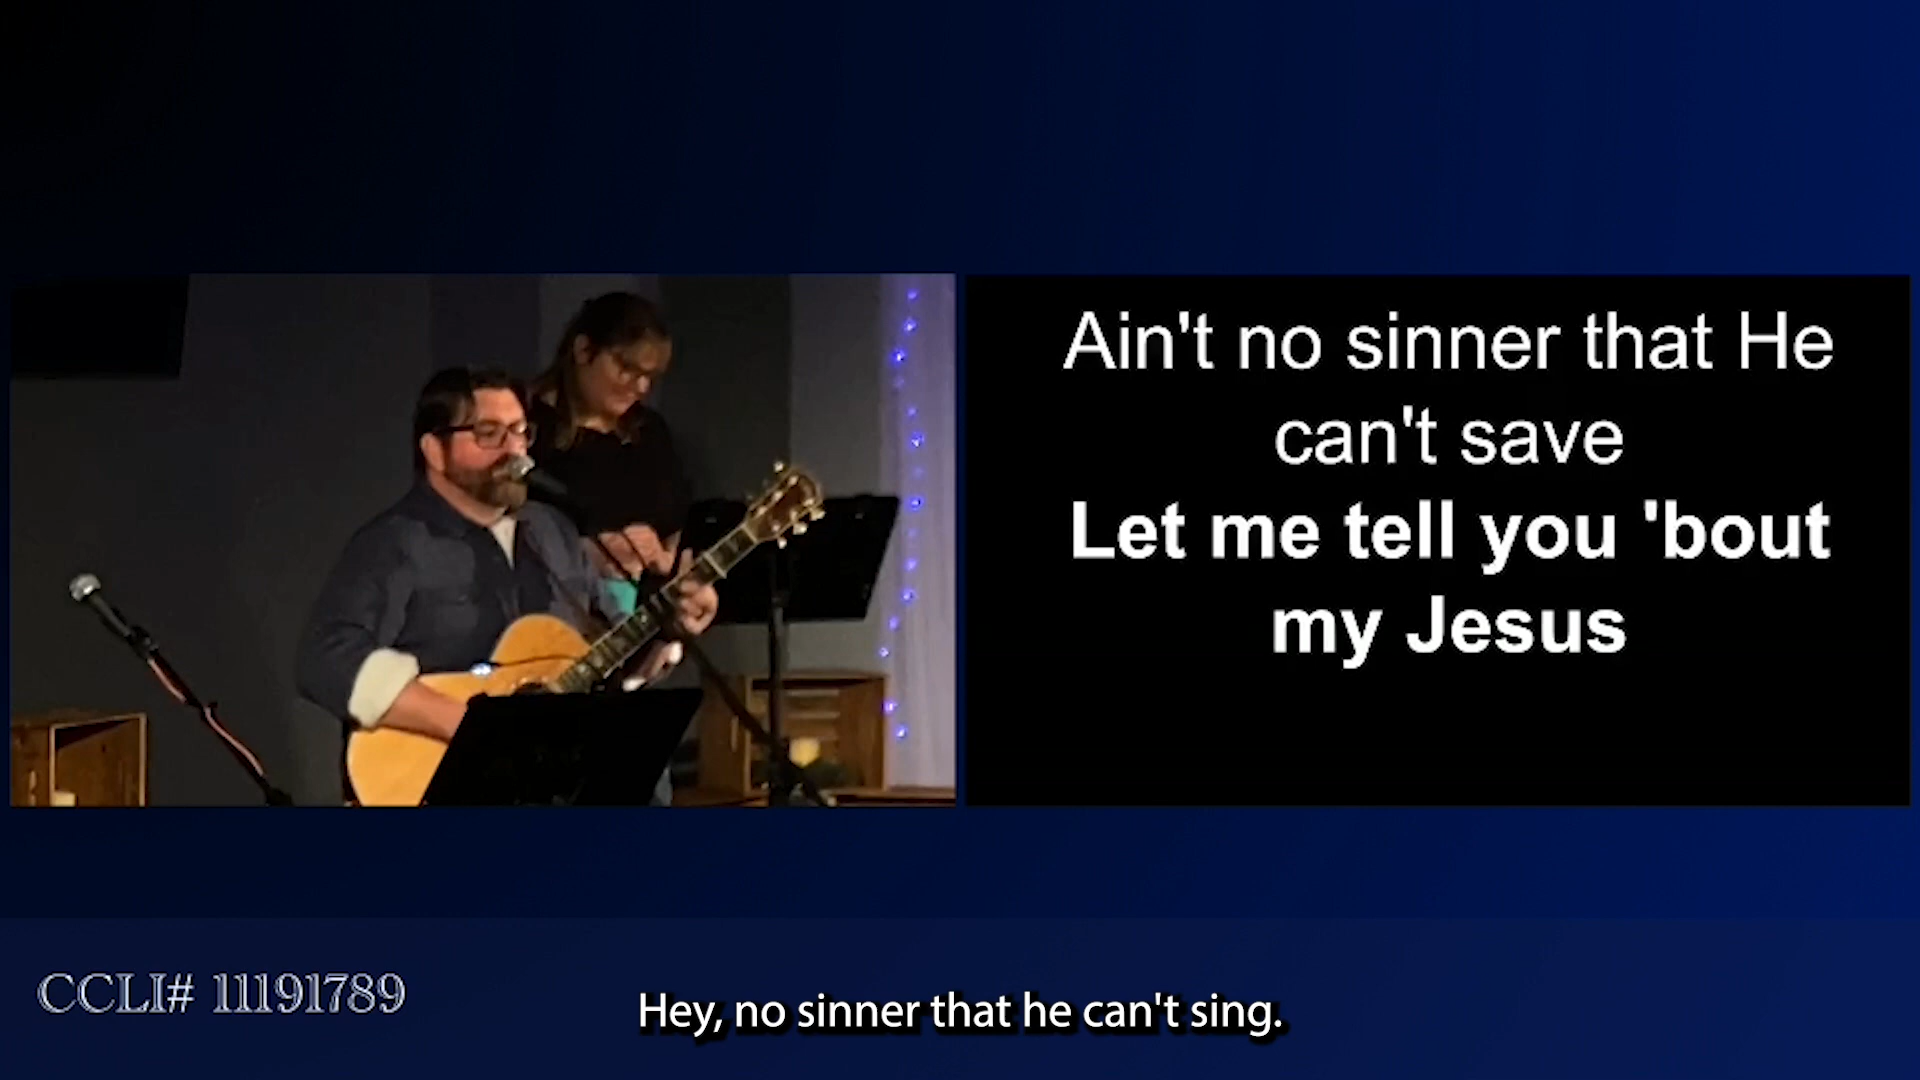 Ain't no sinner that He
can't save
Let me tell you 'bout
my Jesus
CCLI# 11191789
Hey, no sinner that he can't sing.